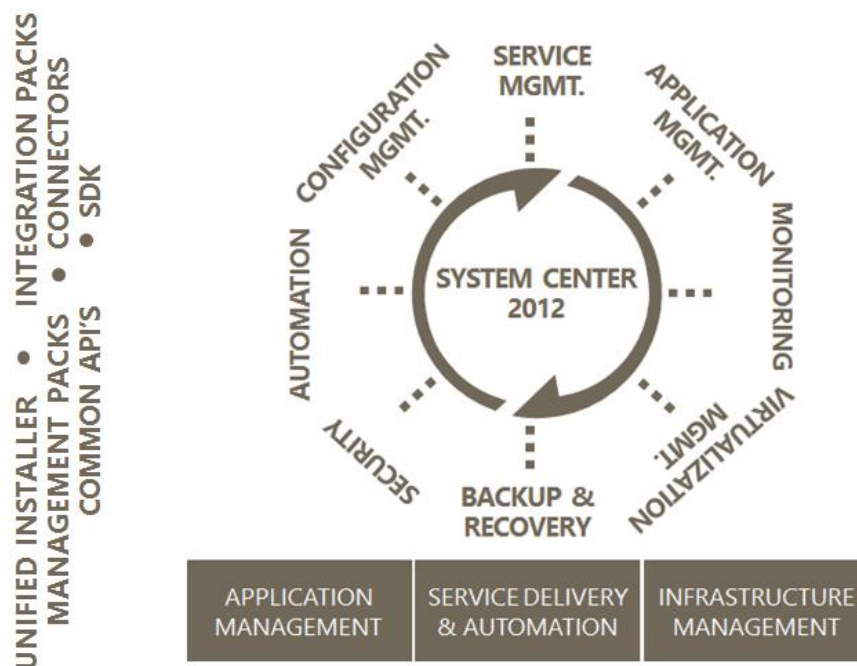 UNIFIED INSTALLER • INTEGRATION PACKS
MANAGEMENT PACKS • CONNECTORS
COMMON API'S • SDK
SERVICE
MGMT.
APPLICATION
MGMT.
MONITORING
VIRTUALIZATION
MGMT.
BACKUP &
RECOVERY
SECURITY
AUTOMATION
CONFIGURATION
MGMT.
SYSTEM CENTER
2012
APPLICATION
MANAGEMENT
SERVICE DELIVERY
& AUTOMATION
INFRASTRUCTURE
MANAGEMENT